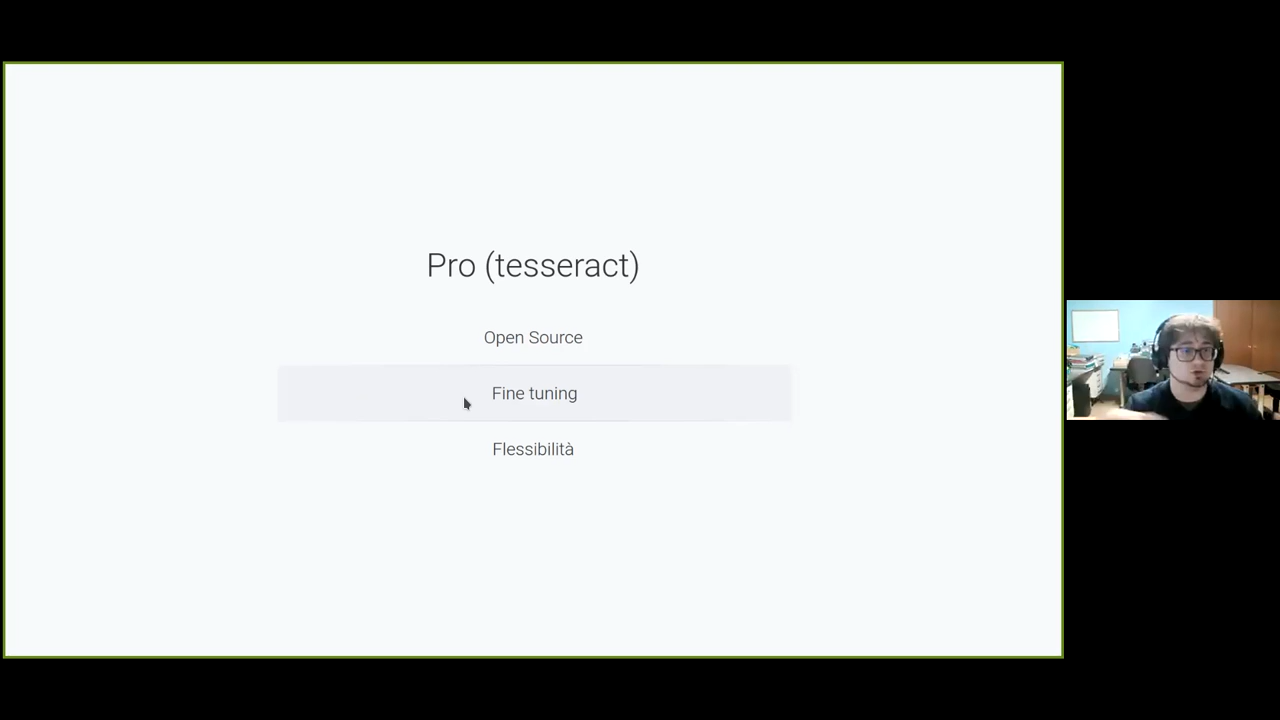 Pro (tesseract)
Open Source
Fine tuning
Flessibilità